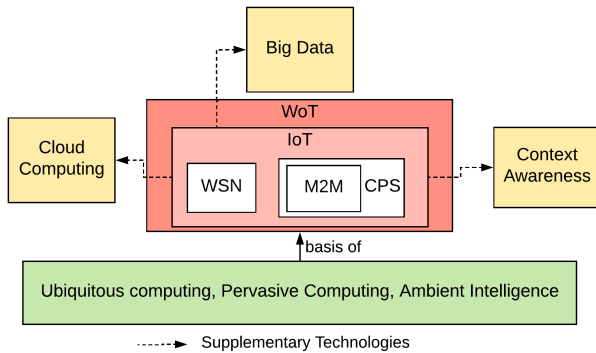 Big Data
WoT
IoT
Cloud
Computing
WSN
M2M
CPS
Context
Awareness
basis of
Ubiquitous computing, Pervasive Computing, Ambient Intelligence
Supplementary Technologies